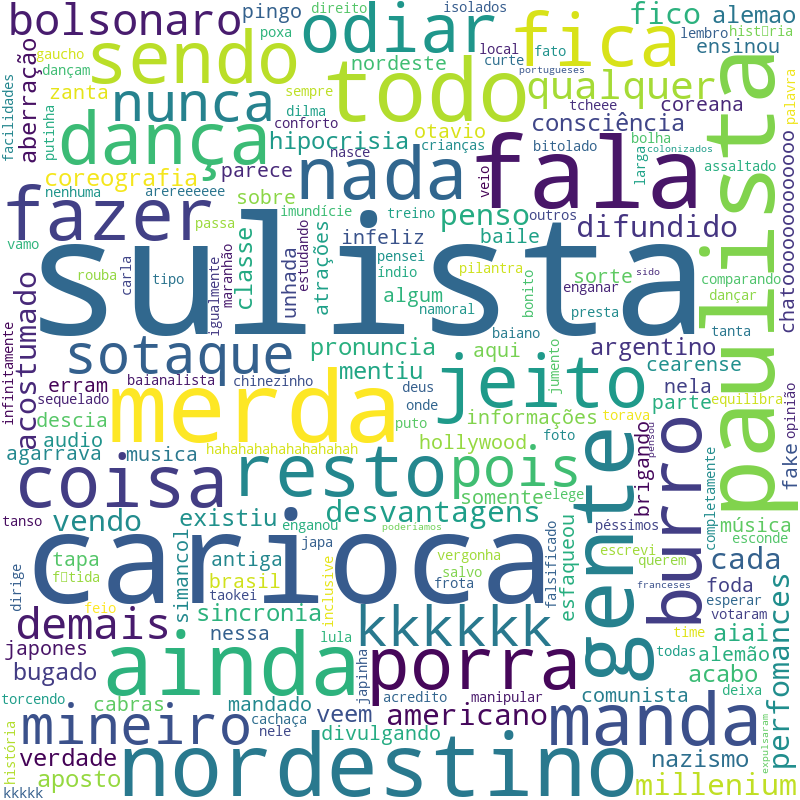 bolsonaro
pingo
direito
isolados
fico
alemao
poxa
odiar
fica
lembro
ensinou
histria
gaucho
dançam
sendo
nunca
nordeste
local
curte
fato
portugueses
todo
qualquer
facilidades
aberração
zanta
putinha
sempre
dilma
tcheee
coreana
palavra
paulista
dança
conforto
hipocrisia
otavio
crianças
consciência
bitolado
bolha
colonizados
larga
assaltado
coreografia
parece
nasce
nada
veio
fala
nenhuma
arereeeeee
sobre
imundície
treino
penso
outros
difundido
chatoooooooooooooooo
fazer
passa
classe
atrações
infeliz
baile
vamo
rouba
tipo
carla
igualmente
maranhão
unhada
estudando
pensei
índio
pilantra
enganar
sorte
sido
comparando
dançar
sulista
algum
namoral
bonito
baiano
presta
tanta
infinitamente
acostumado
sotaque
pronuncia
mentiu
aqui
argentino
cearense
erram
baianalista
chinezinho
deus
jeito
jumento
nela
parte
equilibra
sequelado
descia
merda
puto
onde
informações
torava
opinião
fake
audio
foto
agarrava
musica
hahahahahahahahahah
hollywood
brigando
pensou
coisa
resto
pois
somente
elege
gente
burro
completamente
música
esconde
tanso
vendo
existiu
enganou
desvantagens
poderíamos
esfaqueou
péssimos
cada
tapa
simancol
antiga
japa
carioca
vergonha
salvo
falsificado
escrevi
querem
foda
dirige
ftida
brasil
taokei
inclusive
frota
franceses
esperar
votaram
feio
sincronia
demais
nessa
lula
kkkkkk
time
aiai
perfomances
japones
ainda
japinha
porra
todas
alemão
bugado
acredito
manipular
comunista
acabo
deixa
torcendo
cabras
mandado
cachaça
veem
americano
manda
expulsaram
história
mineiro
nele
divulgando
verdade
nordestino
nazismo
aposto
millenium
kkkkk